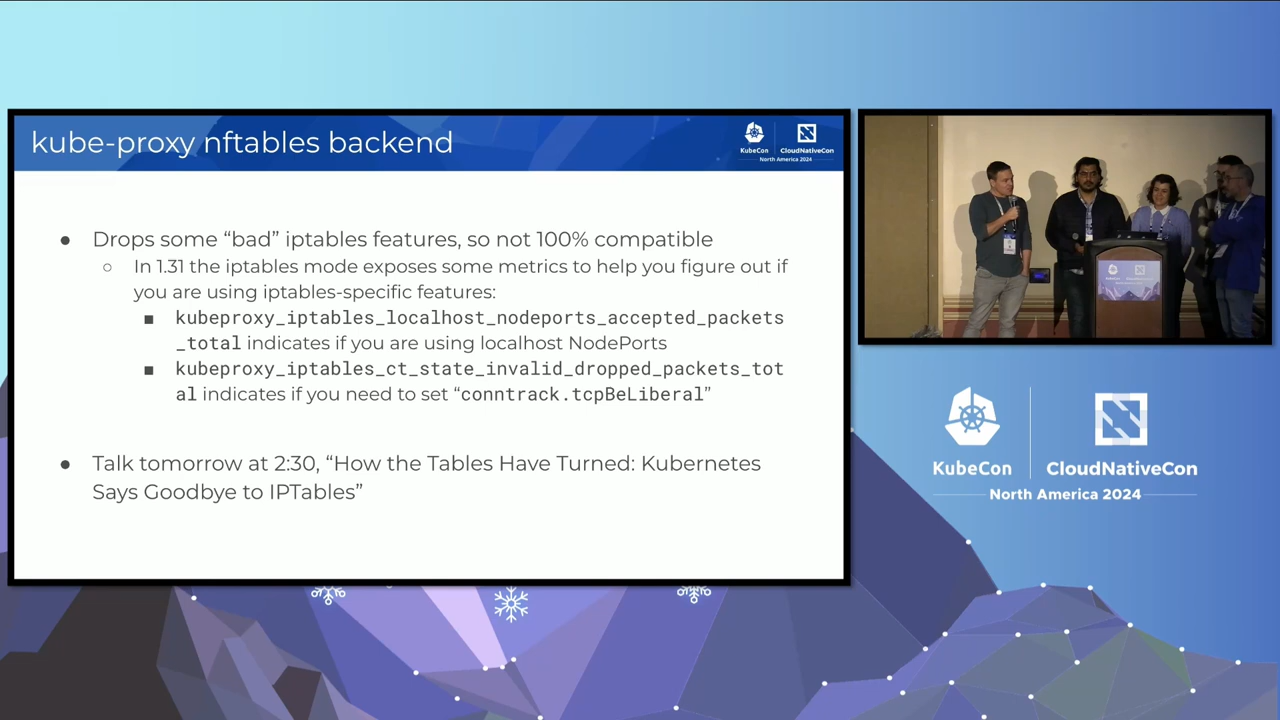 kube-proxy nftables backend
KubeCon
CloudNativeCon
North America 2024
● Drops some “bad” iptables features, so not 100% compatible
○ In 1.31 the iptables mode exposes some metrics to help you figure out if
you are using iptables-specific features:
■ kubeproxy_iptables_localhost_nodeports_accepted_packets
_total indicates if you are using localhost NodePorts
■ kubeproxy_iptables_ct_state_invalid_dropped_packets_tot
al indicates if you need to set “conntrack.tcpBeLiberal”
● Talk tomorrow at 2:30, “How the Tables Have Turned: Kubernetes
Says Goodbye to IPTables”
KubeCon
CloudNativeCon
North America 2024